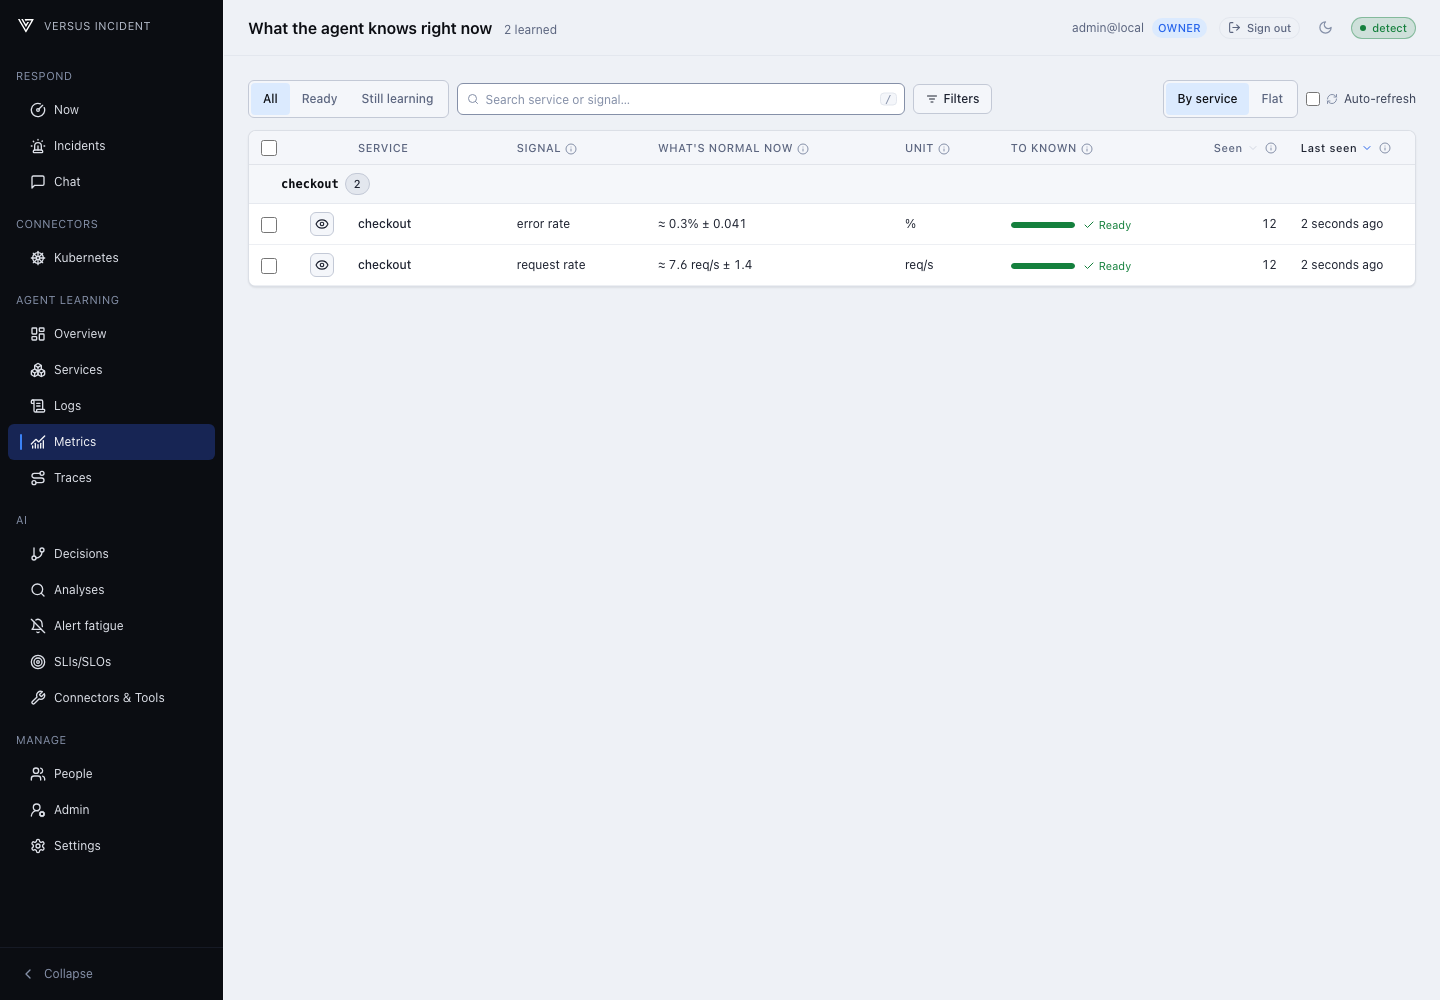 VERSUS INCIDENT
RESPOND
Now
Incidents
Chat
CONNECTORS
Kubernetes
AGENT LEARNING
Overview
Services
Logs
Metrics
Traces
AI
Decisions
Analyses
Alert fatigue
SLIs/SLOs
Connectors & Tools
MANAGE
People
Admin
Settings
Collapse
What the agent knows right now 2 learned
admin@local OWNER Sign out detect
All Ready Still learning Search service or signal... / Filters By service Flat Auto-refresh
SERVICE SIGNAL WHAT'S NORMAL NOW UNIT TO KNOWN Seen Last seen
checkout 2
checkout error rate ≈ 0.3% ± 0.041 % Ready 12 2 seconds ago
checkout request rate ≈ 7.6 req/s ± 1.4 req/s Ready 12 2 seconds ago